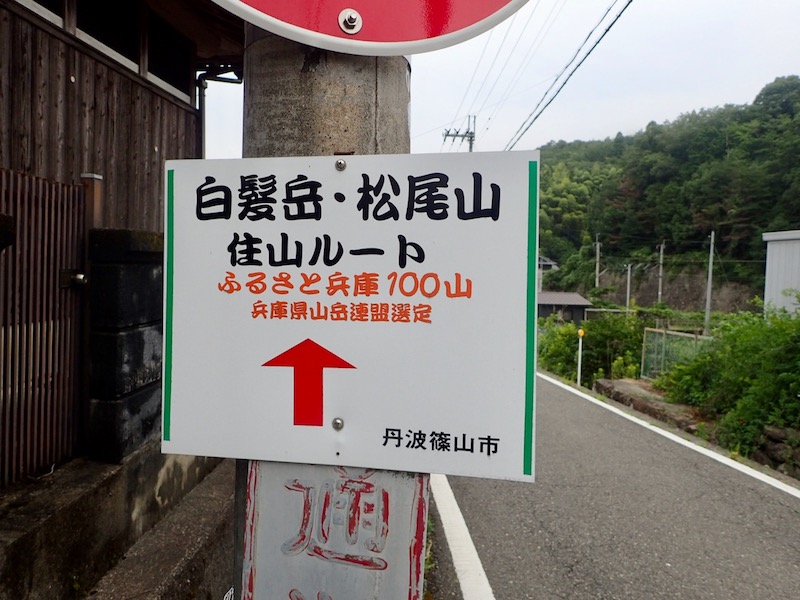 白髪岳・松尾山
住山ルート
ふるさと兵庫100山
兵庫県山岳連盟選定
丹波篠山市
通